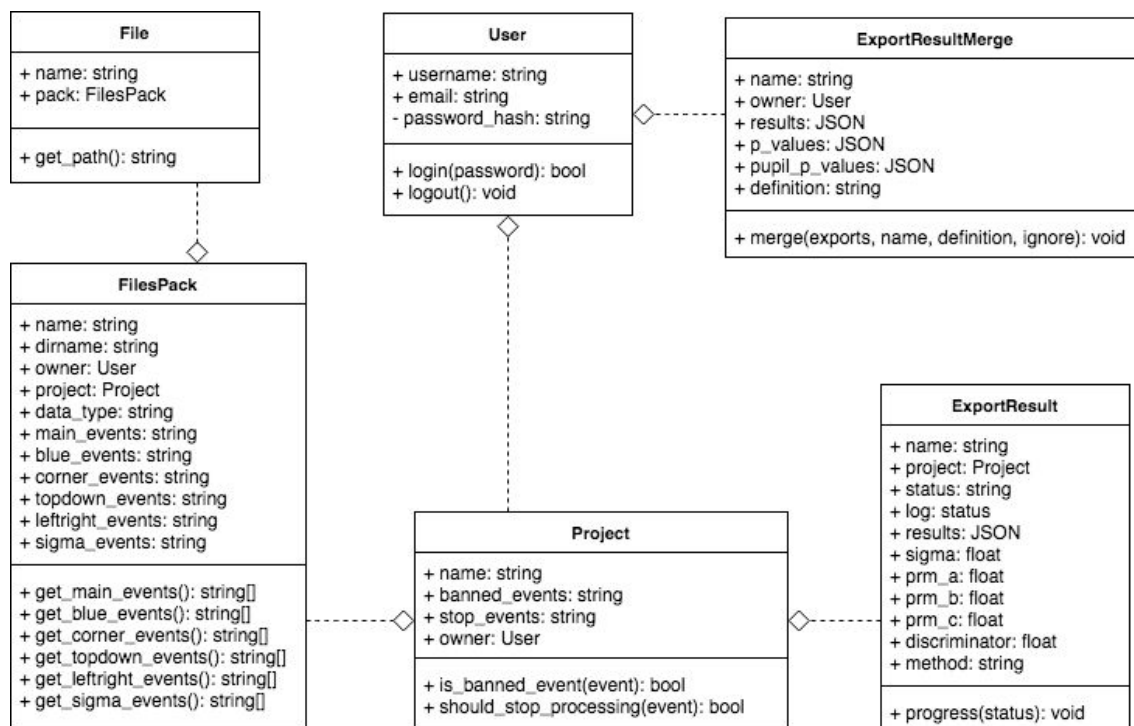 File
+ name: string
+ pack: FilesPack
+ get_path(): string
User
+ username: string
+ email: string
- password_hash: string
+ login(password): bool
+ logout(): void
ExportResultMerge
+ name: string
+ owner: User
+ results: JSON
+ p_values: JSON
+ pupil_p_values: JSON
+ definition: string
+ merge(exports, name, definition, ignore): void
FilesPack
+ name: string
+ dirname: string
+ owner: User
+ project: Project
+ data_type: string
+ main_events: string
+ blue_events: string
+ corner_events: string
+ topdown_events: string
+ leftright_events: string
+ sigma_events: string
+ get_main_events(): string[]
+ get_blue_events(): string[]
+ get_corner_events(): string[]
+ get_topdown_events(): string[]
+ get_leftright_events(): string[]
+ get_sigma_events(): string[]
Project
+ name: string
+ banned_events: string
+ stop_events: string
+ owner: User
+ is_banned_event(event): bool
+ should_stop_processing(event): bool
ExportResult
+ name: string
+ project: Project
+ status: string
+ log: status
+ results: JSON
+ sigma: float
+ prm_a: float
+ prm_b: float
+ prm_c: float
+ discriminator: float
+ method: string
+ progress(status): void